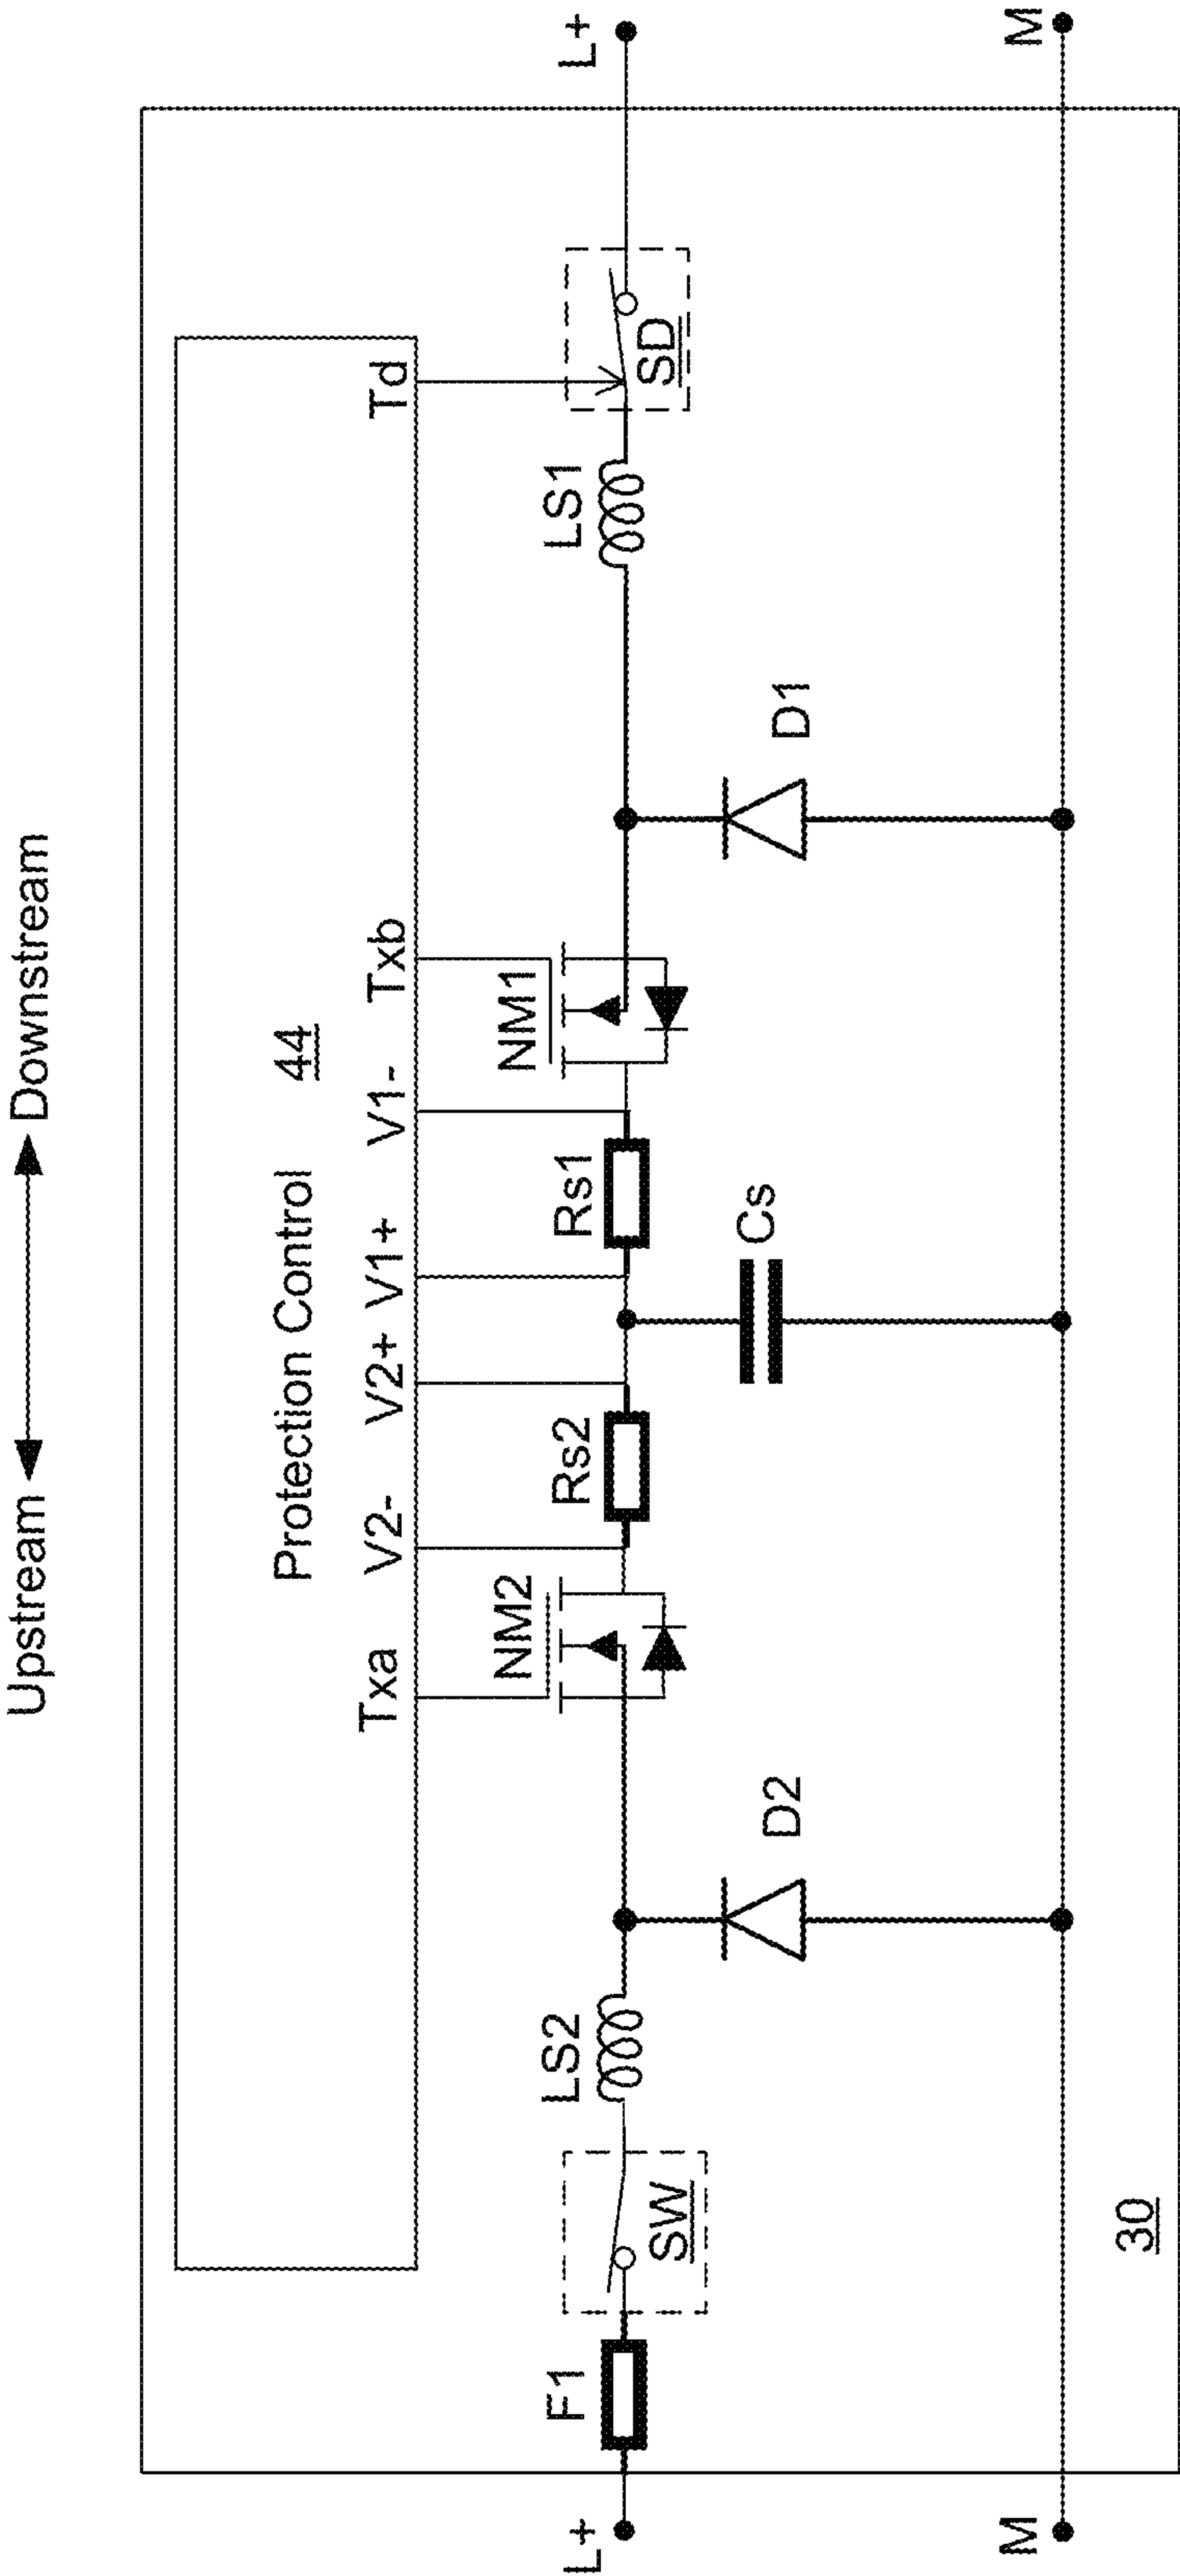 Upstream Downstream
Protection Control 44
Txa V2- V2+ V1+ V1- Txb Td
NM2 NM1
L+ F1 LS2 Rs2 Rs1 LS1 L+
SW SD
D2 Cs D1
M M
30